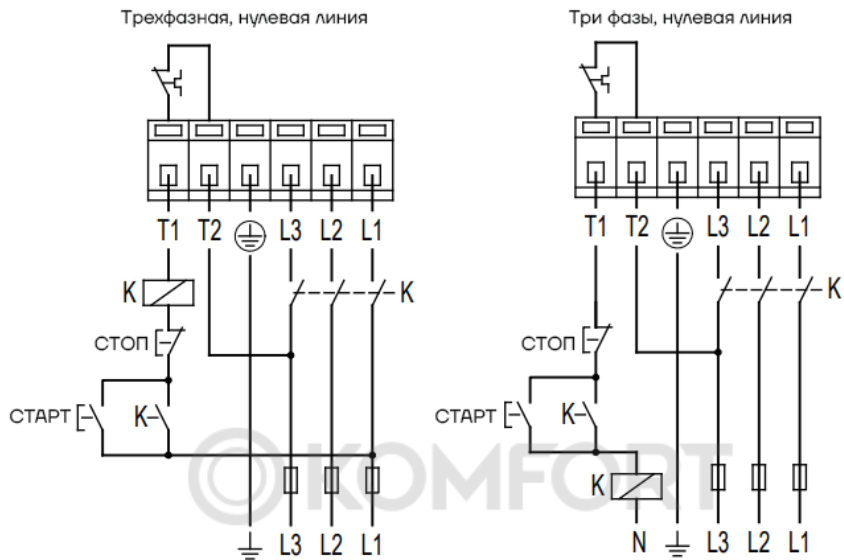 Трехфазная, нулевая линия
T1 T2 L3 L2 L1
K
K
СТОП
СТАРТ
K
L3 L2 L1
Три фазы, нулевая линия
T1 T2 L3 L2 L1
K
СТОП
СТАРТ
K
K
N L3 L2 L1
KOMFORT